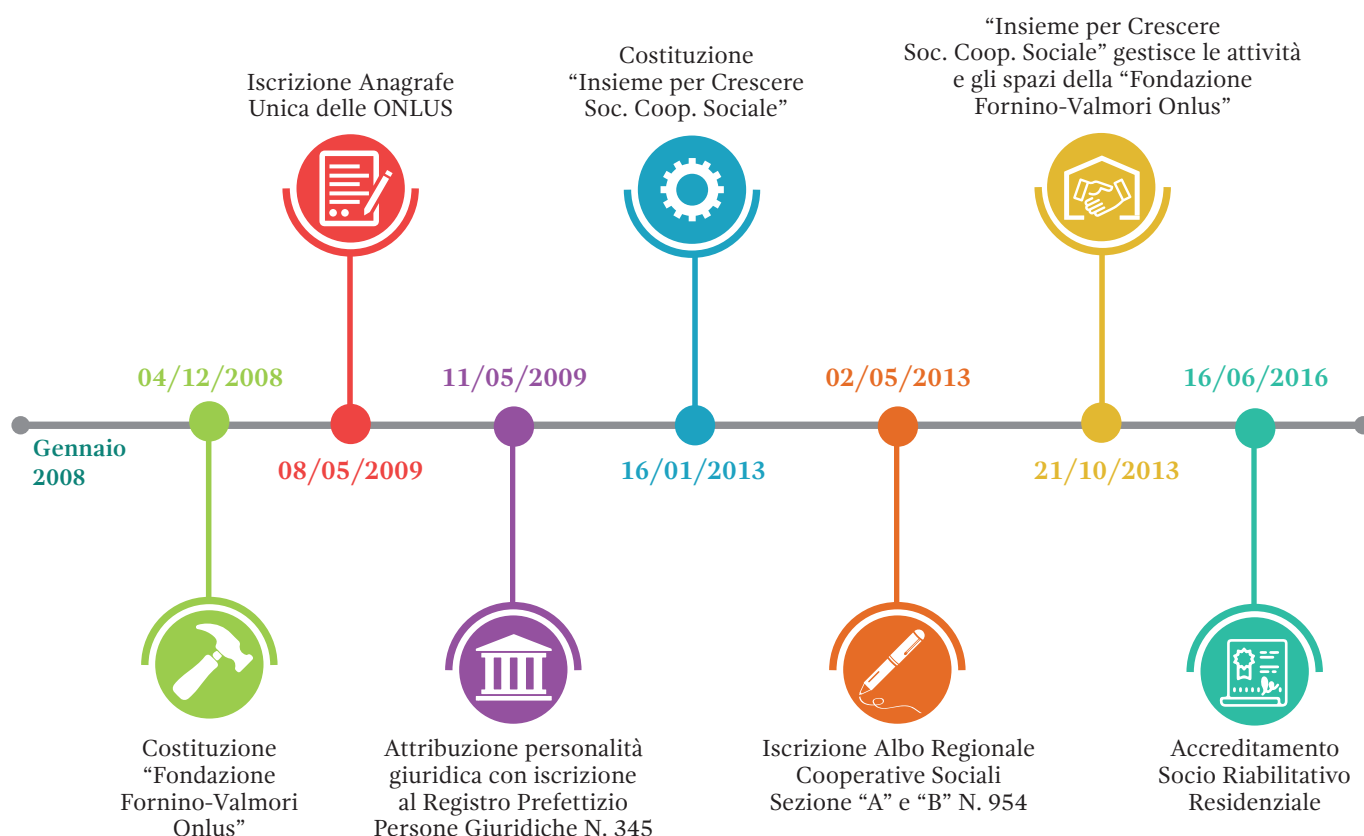 Iscrizione Anagrafe
Unica delle ONLUS
Costituzione
“Insieme per Crescere
Soc. Coop. Sociale”
“Insieme per Crescere
Soc. Coop. Sociale” gestisce le attività
e gli spazi della “Fondazione
Fornino-Valmori Onlus”
04/12/2008
11/05/2009
02/05/2013
16/06/2016
Gennaio
2008
08/05/2009
16/01/2013
21/10/2013
Costituzione
“Fondazione
Fornino-Valmori
Onlus”
Attribuzione personalità
giuridica con iscrizione
al Registro Prefettizio
Persone Giuridiche N. 345
Iscrizione Albo Regionale
Cooperative Sociali
Sezione “A” e “B” N. 954
Accreditamento
Socio Riabilitativo
Residenziale